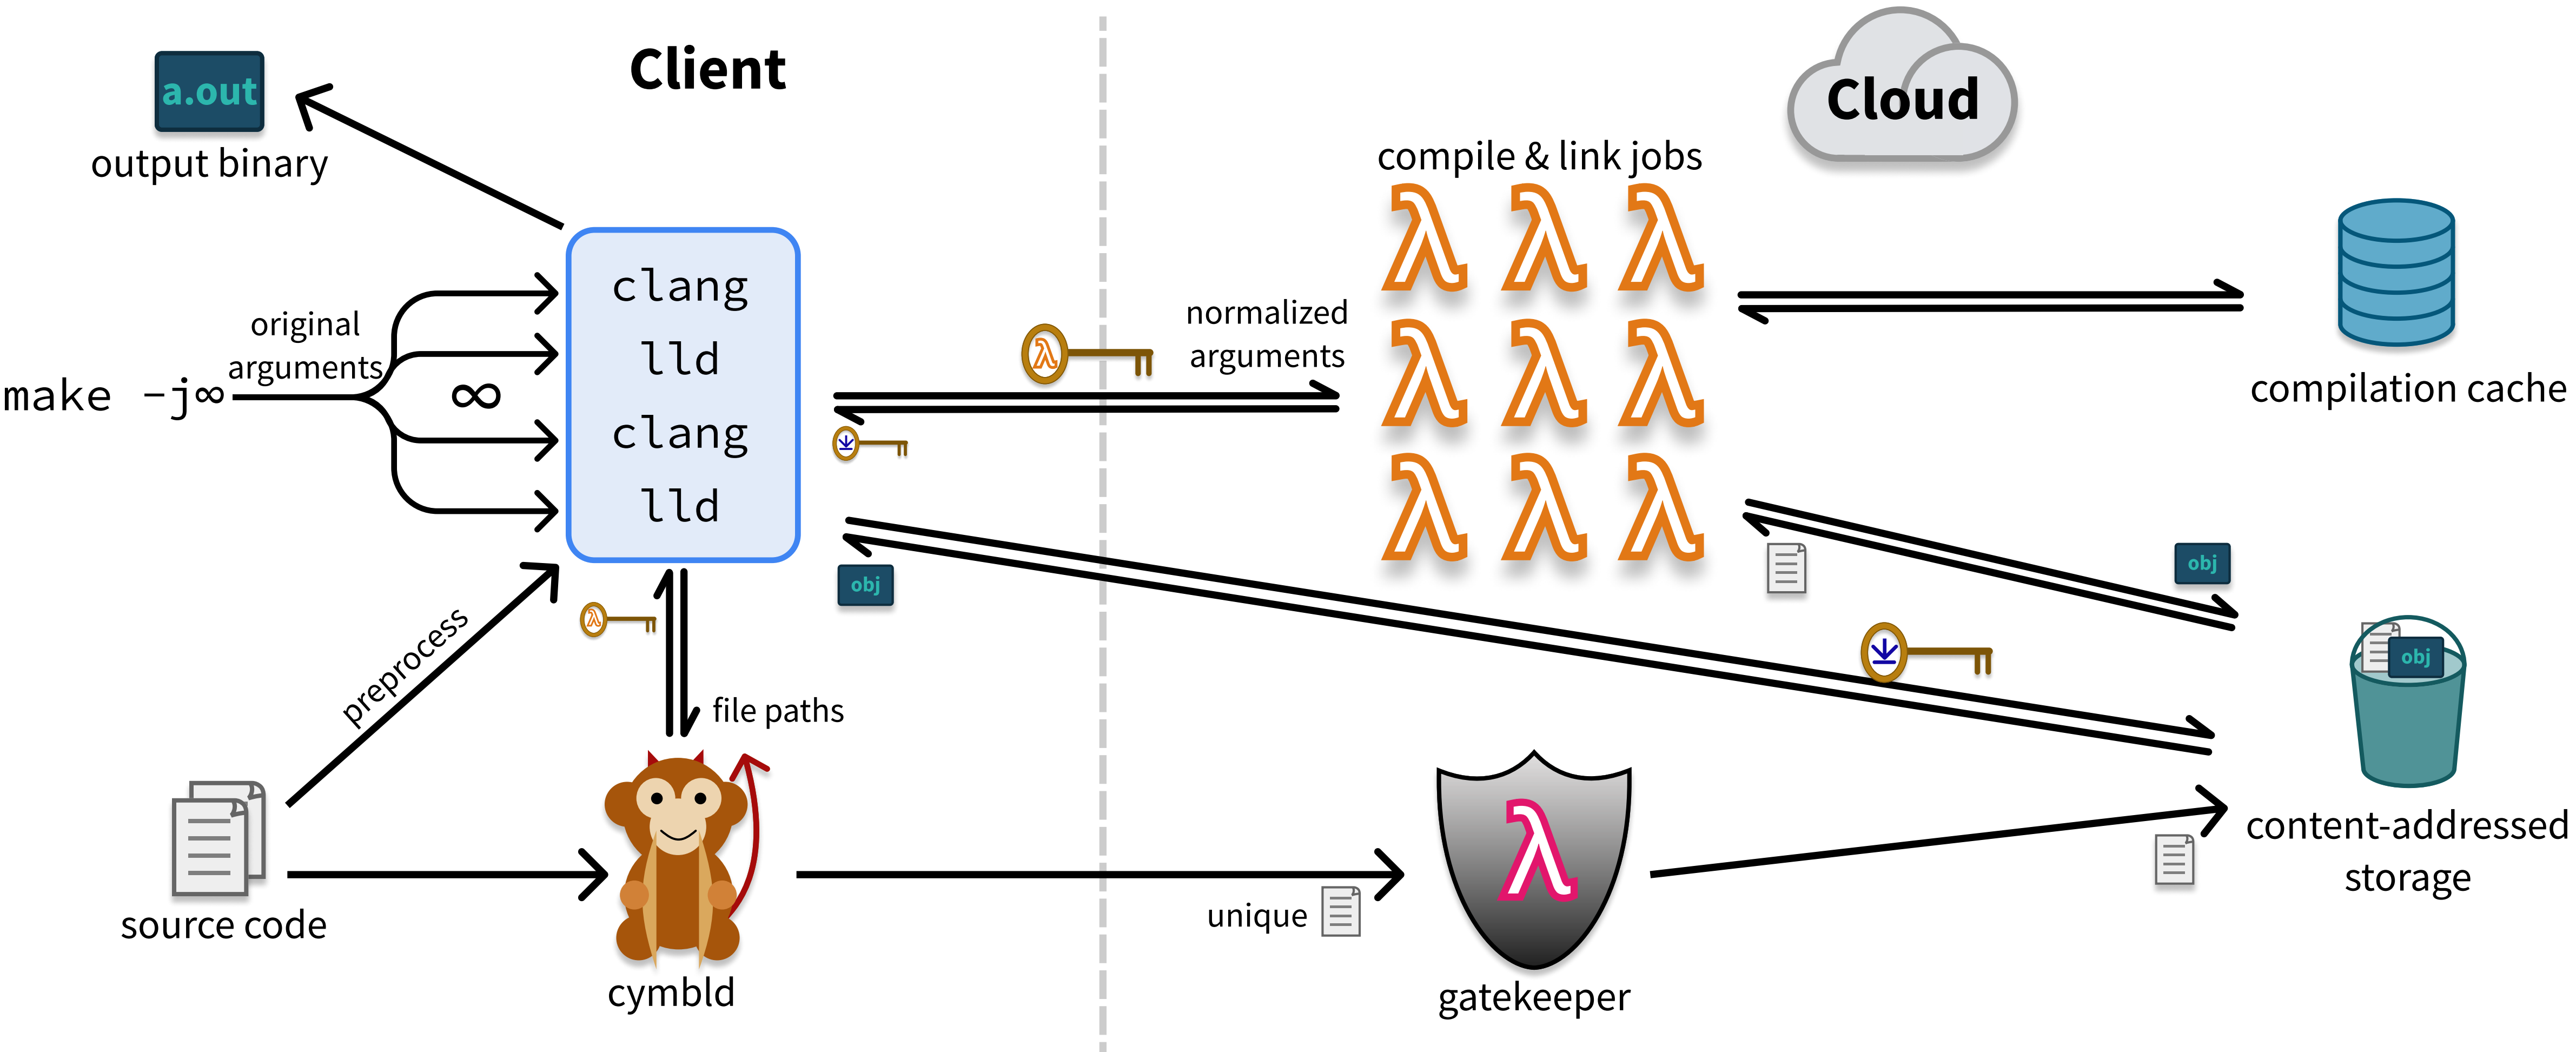 Client
Cloud
a.out
output binary
compile & link jobs
clang
lld
clang
lld
original
arguments
make -j∞
∞
normalized
arguments
λ λ λ
λ λ λ
λ λ λ
λ
compilation cache
obj
obj
obj
preprocess
λ
file paths
source code
cymbld
unique
λ
gatekeeper
content-addressed
storage